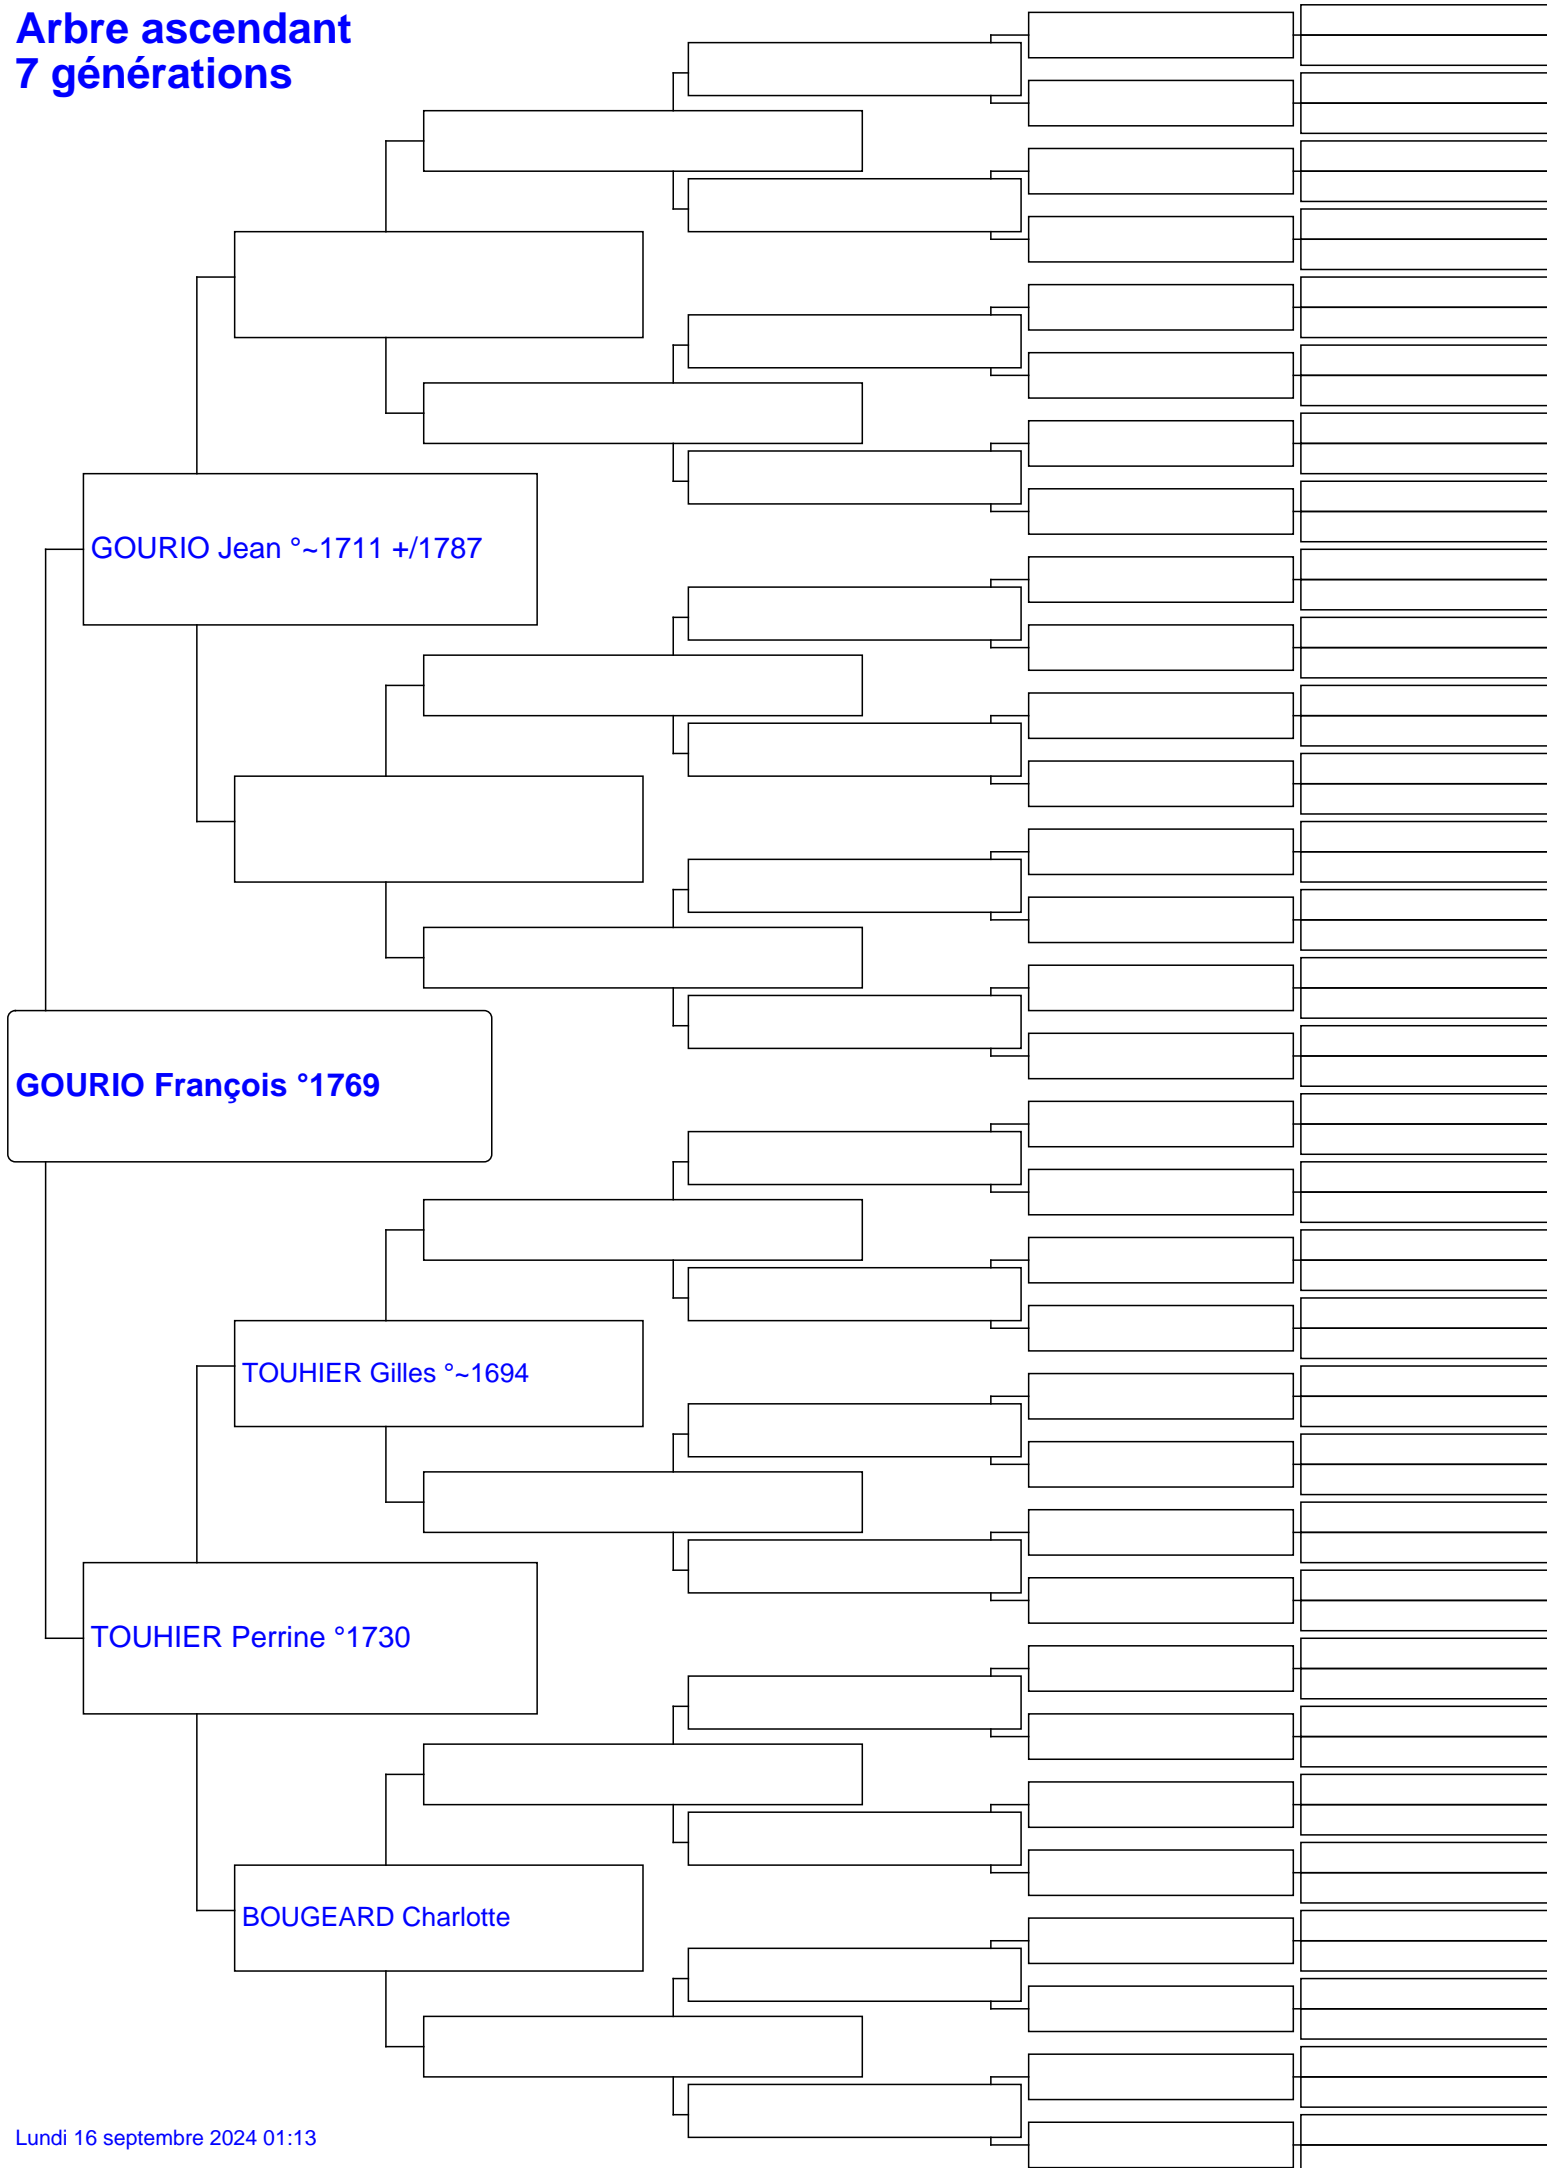 Arbre ascendant
7 générations
GOURIO Jean °~1711 +/1787
GOURIO François °1769
TOUHIER Gilles °~1694
TOUHIER Perrine °1730
BOUGEARD Charlotte
Lundi 16 septembre 2024 01:13